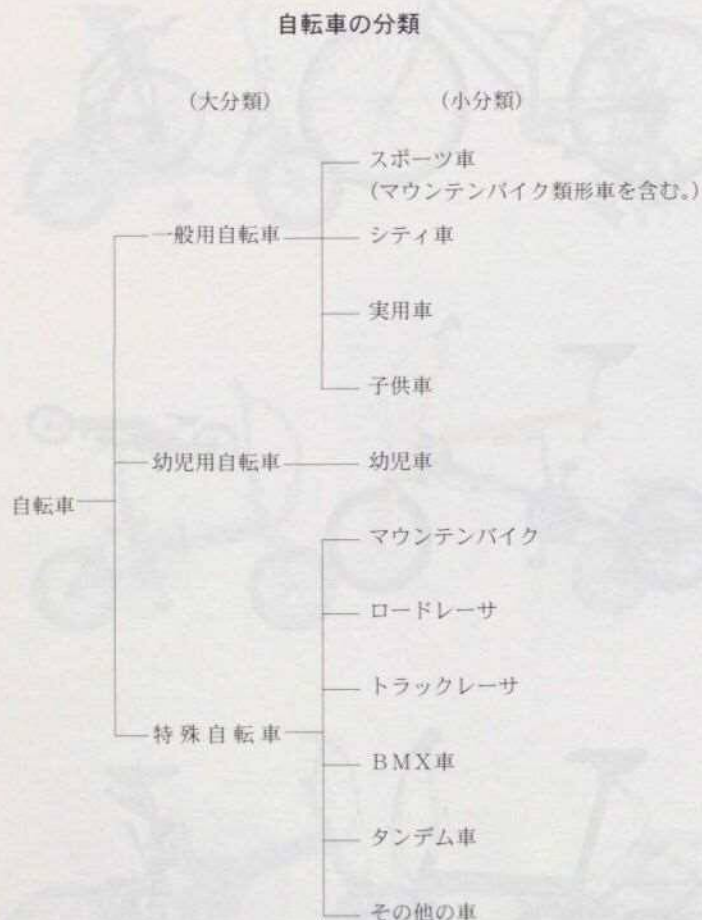 自転車の分類
(大分類)
(小分類)
スポーツ車
(マウンテンバイク類形車を含む。)
一般用自転車
シティ車
実用車
子供車
幼児用自転車
幼児車
自転車
マウンテンバイク
ロードレーサ
トラックレーサ
特殊自転車
BMX車
タンデム車
その他の車